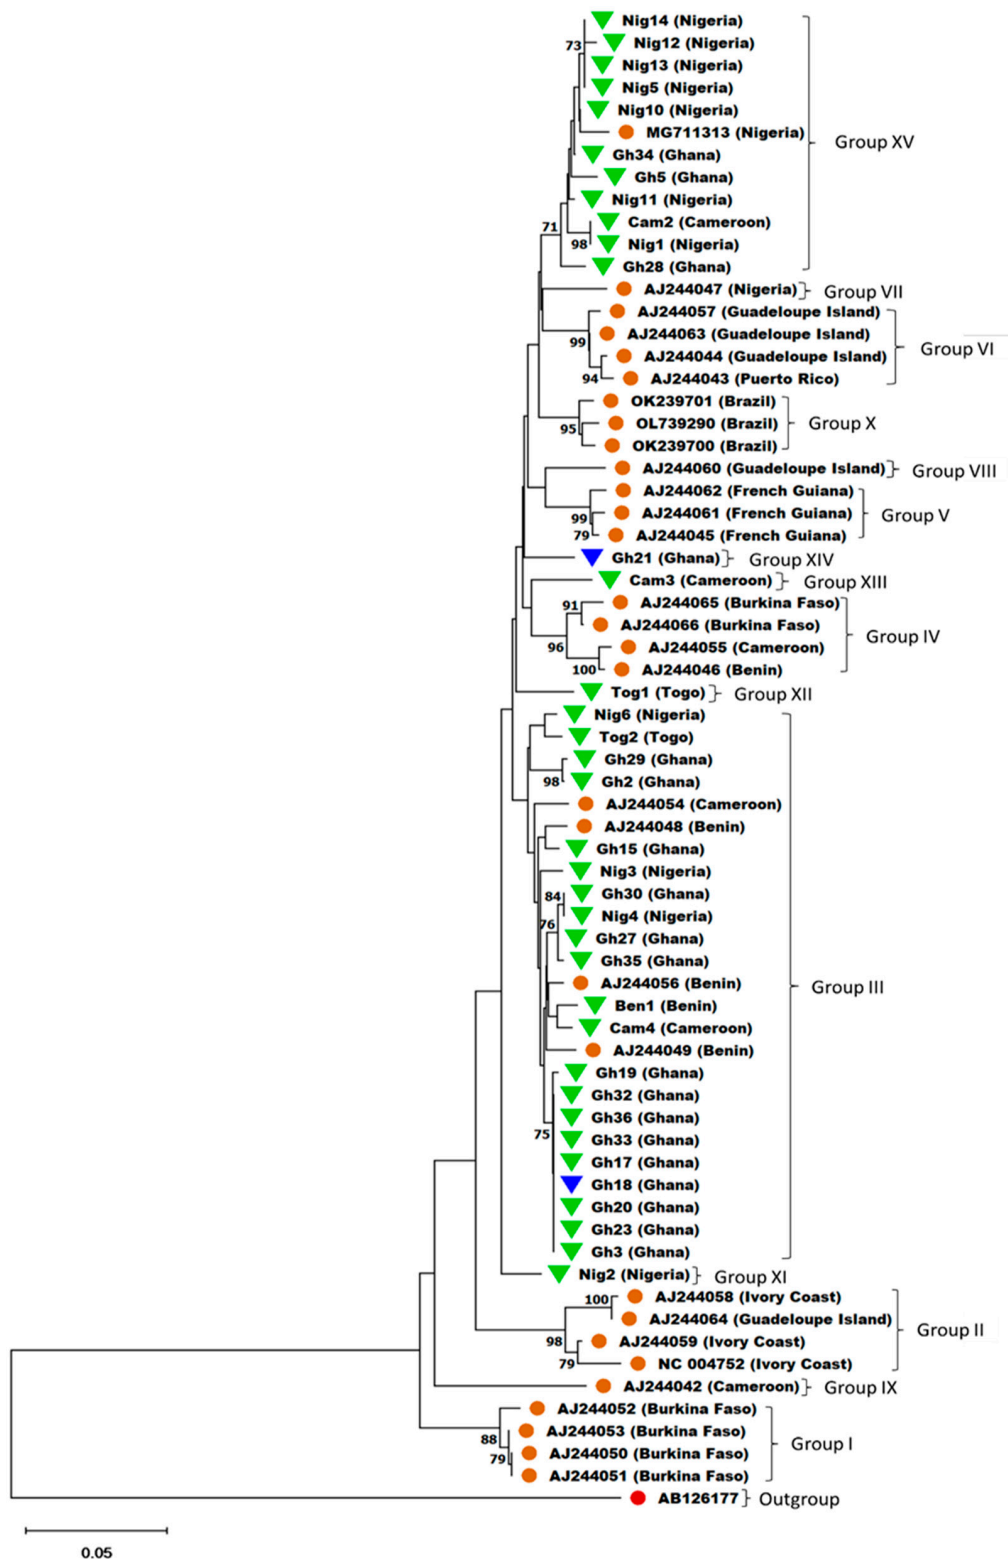 Nig14 (Nigeria)
73
Nig12 (Nigeria)
Nig13 (Nigeria)
Nig5 (Nigeria)
Nig10 (Nigeria)
MG711313 (Nigeria)
Group XV
Gh34 (Ghana)
Gh5 (Ghana)
Nig11 (Nigeria)
71
Cam2 (Cameroon)
98
Nig1 (Nigeria)
Gh28 (Ghana)
AJ244047 (Nigeria)
Group VII
AJ244057 (Guadeloupe Island)
99
AJ244063 (Guadeloupe Island)
Group VI
AJ244044 (Guadeloupe Island)
94
AJ244043 (Puerto Rico)
OK239701 (Brazil)
95
OL739290 (Brazil)
Group X
OK239700 (Brazil)
AJ244060 (Guadeloupe Island)
Group VIII
AJ244062 (French Guiana)
99
AJ244061 (French Guiana)
Group V
79
AJ244045 (French Guiana)
Gh21 (Ghana)
Group XIV
Cam3 (Cameroon)
Group XIII
91
AJ244065 (Burkina Faso)
AJ244066 (Burkina Faso)
Group IV
96
AJ244055 (Cameroon)
100
AJ244046 (Benin)
Tog1 (Togo)
Group XII
Nig6 (Nigeria)
Tog2 (Togo)
Gh29 (Ghana)
98
Gh2 (Ghana)
AJ244054 (Cameroon)
AJ244048 (Benin)
Gh15 (Ghana)
Nig3 (Nigeria)
84
Gh30 (Ghana)
Nig4 (Nigeria)
76
Gh27 (Ghana)
Gh35 (Ghana)
AJ244056 (Benin)
Group III
Ben1 (Benin)
Cam4 (Cameroon)
AJ244049 (Benin)
Gh19 (Ghana)
Gh32 (Ghana)
Gh36 (Ghana)
75
Gh33 (Ghana)
Gh17 (Ghana)
Gh18 (Ghana)
Gh20 (Ghana)
Gh23 (Ghana)
Gh3 (Ghana)
Nig2 (Nigeria)
Group XI
100
AJ244058 (Ivory Coast)
AJ244064 (Guadeloupe Island)
Group II
98
AJ244059 (Ivory Coast)
79
NC 004752 (Ivory Coast)
AJ244042 (Cameroon)
Group IX
AJ244052 (Burkina Faso)
88
AJ244053 (Burkina Faso)
Group I
79
AJ244050 (Burkina Faso)
AJ244051 (Burkina Faso)
AB126177
Outgroup
0.05